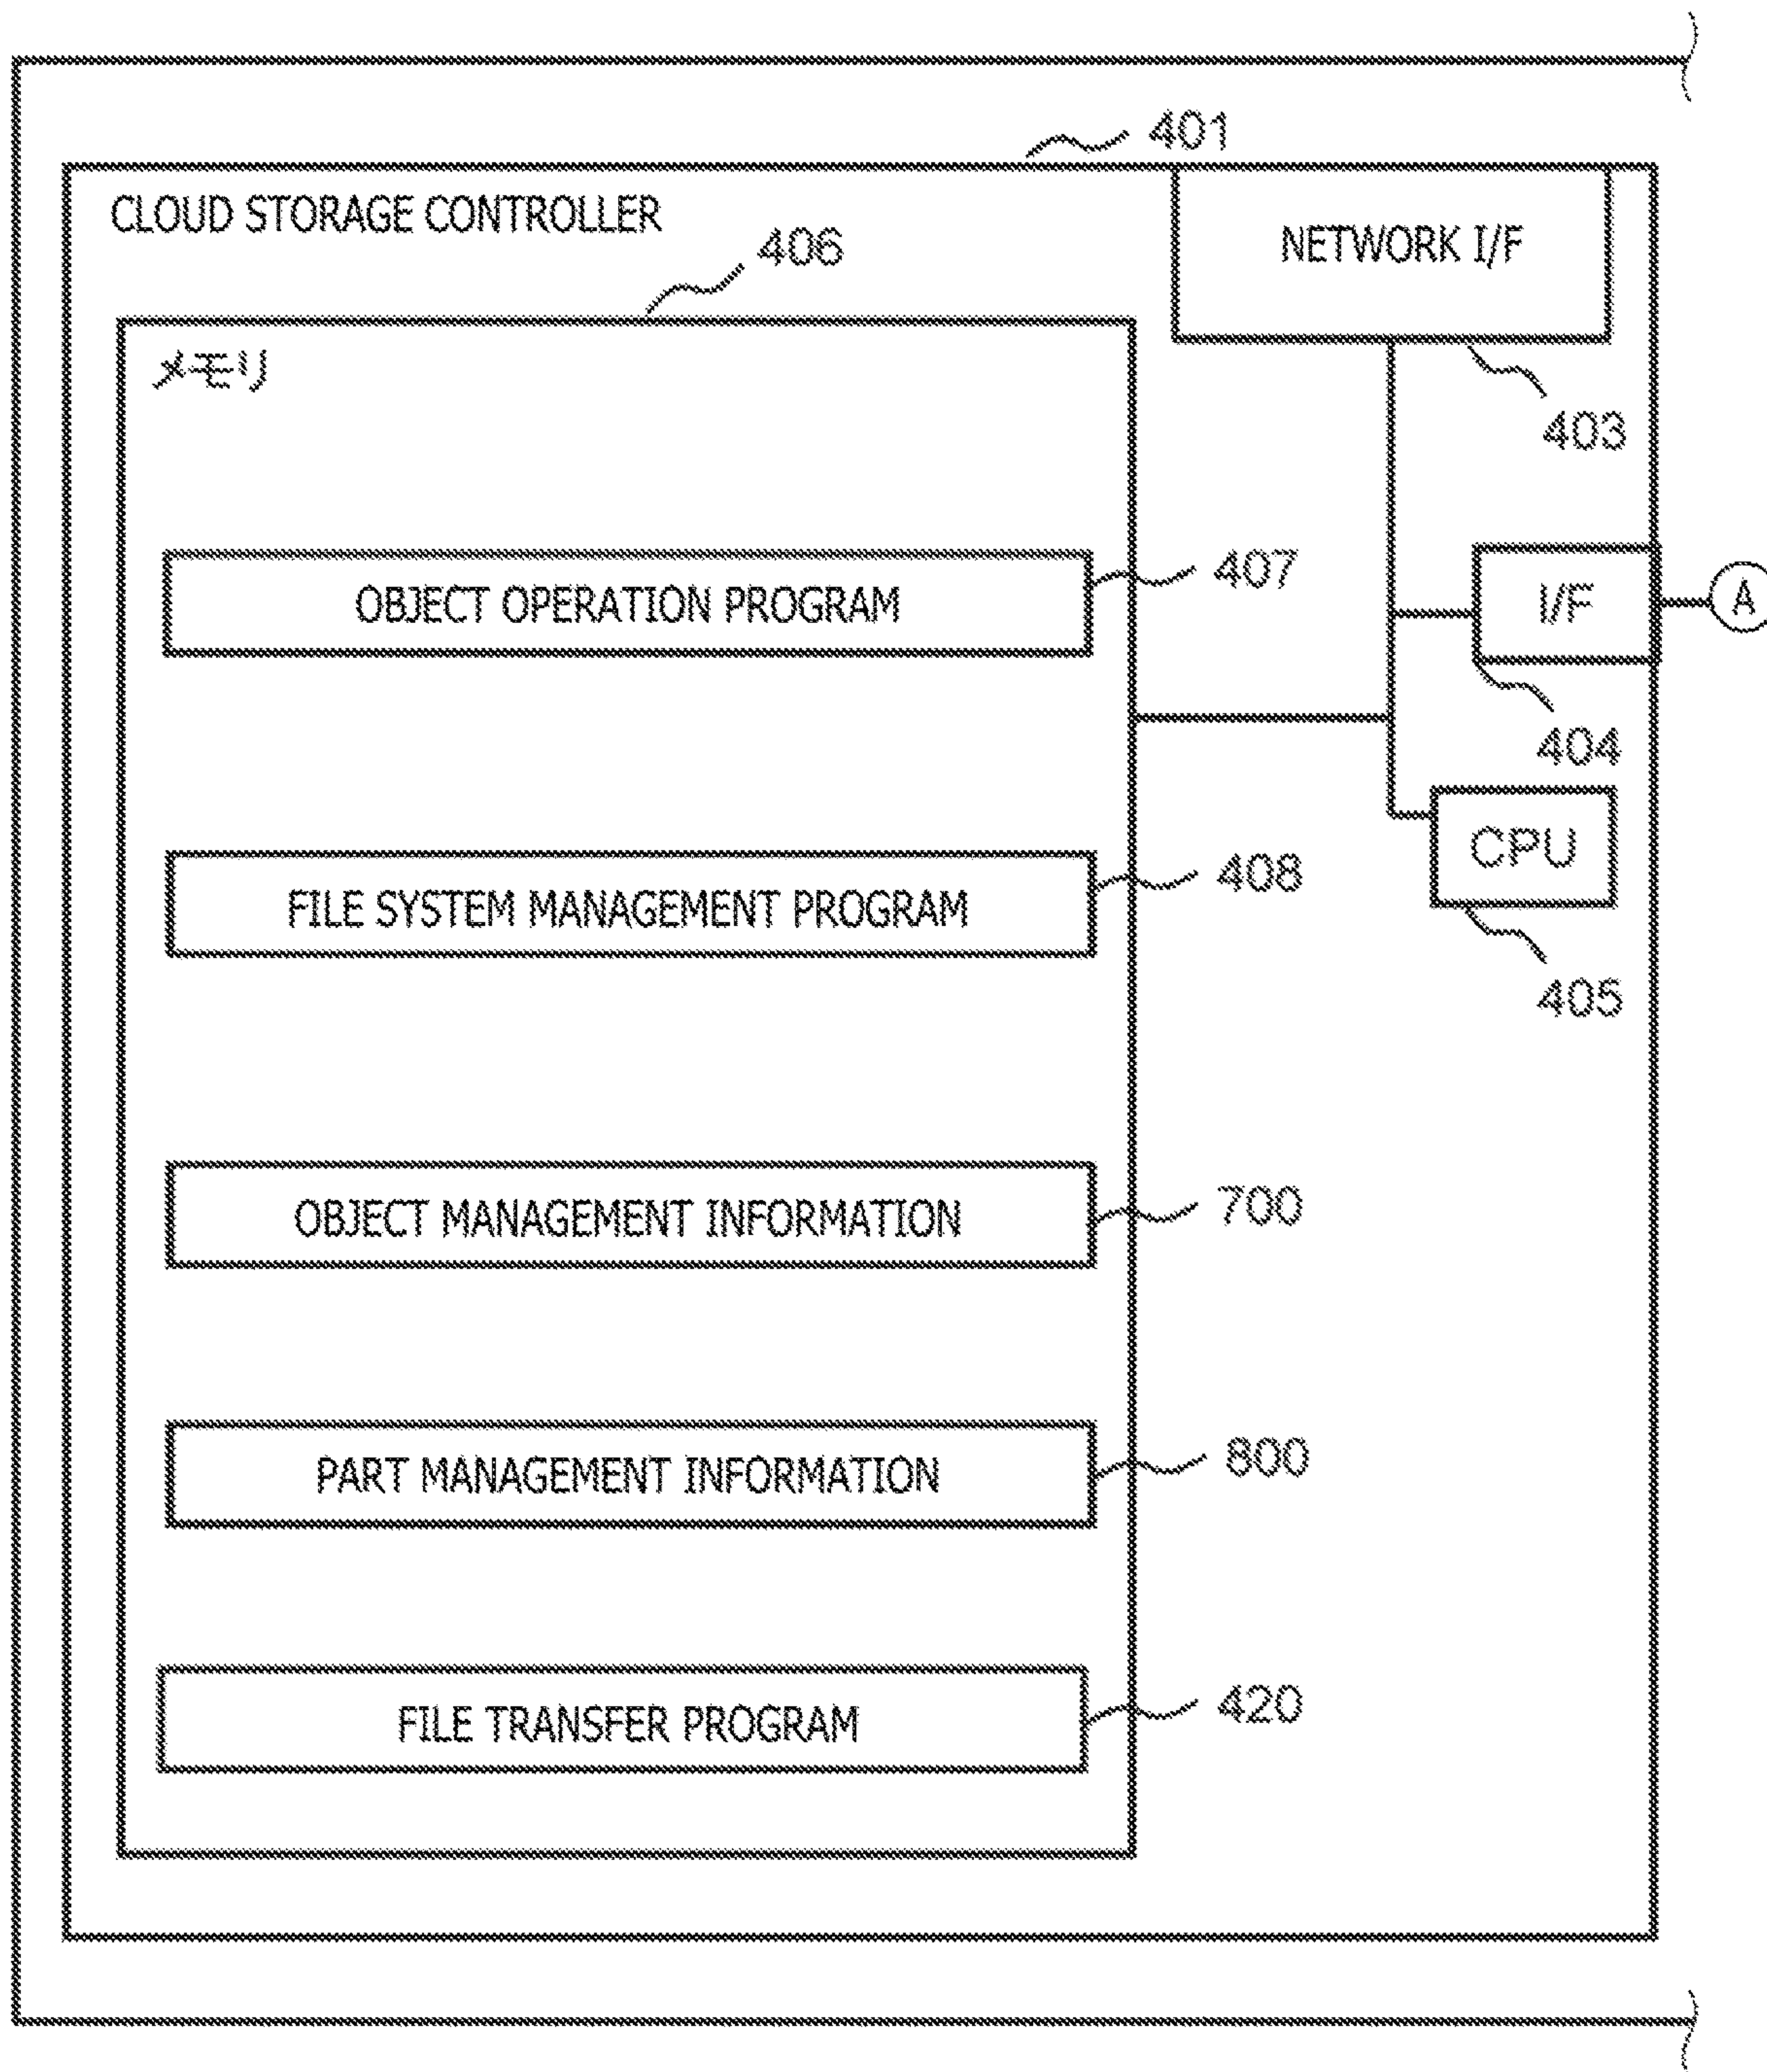 401
CLOUD STORAGE CONTROLLER
NETWORK I/F
406
メモリ
403
OBJECT OPERATION PROGRAM
407
I/F
A
404
FILE SYSTEM MANAGEMENT PROGRAM
408
CPU
405
OBJECT MANAGEMENT INFORMATION
700
PART MANAGEMENT INFORMATION
800
FILE TRANSFER PROGRAM
420